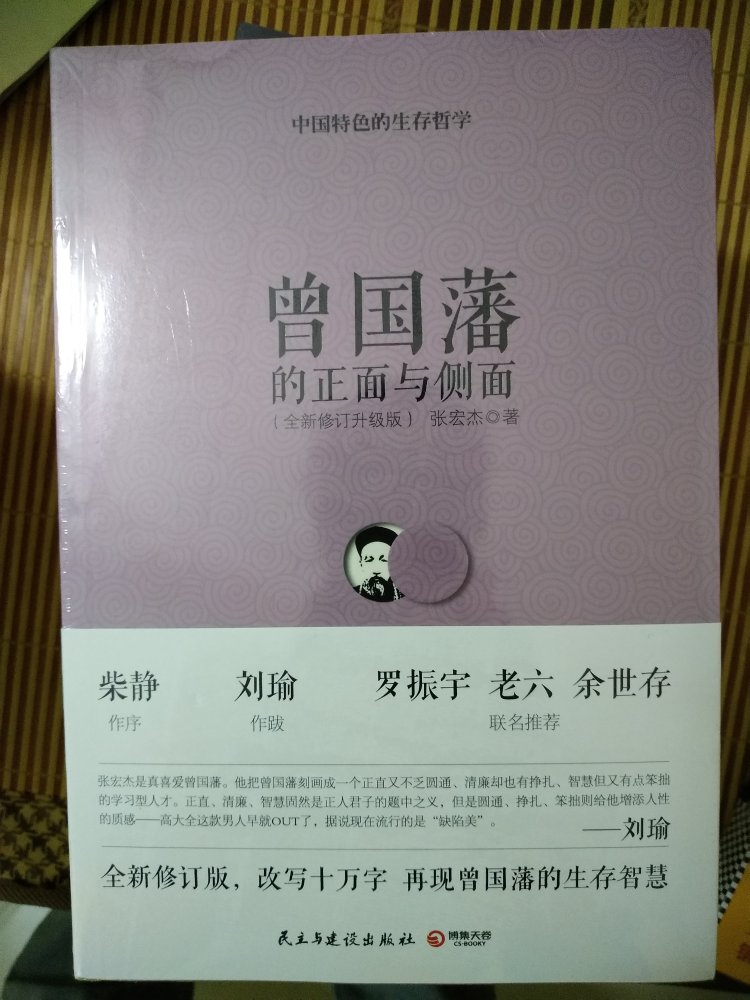 中国特色的生存哲学
曾国藩
的正面与侧面
（全新修订升级版） 张宏杰◎著
柴静 刘瑜 罗振宇 老六 余世存
作序 作跋 联名推荐
张宏杰是真喜爱曾国藩。他把曾国藩刻画成一个正直又不乏圆通、清廉却也有挣扎、智慧但又有点笨拙
的学习型人才。正直、清廉、智慧固然是正人君子的题中之义，但是圆通、挣扎、笨拙则给他增添人性
的质感——高大全这款男人早就OUT了，据说现在流行的是“缺陷美”。
——刘瑜
全新修订版，改写十万字 再现曾国藩的生存智慧
民主与建设出版社 博集天卷
CS-BOOKY